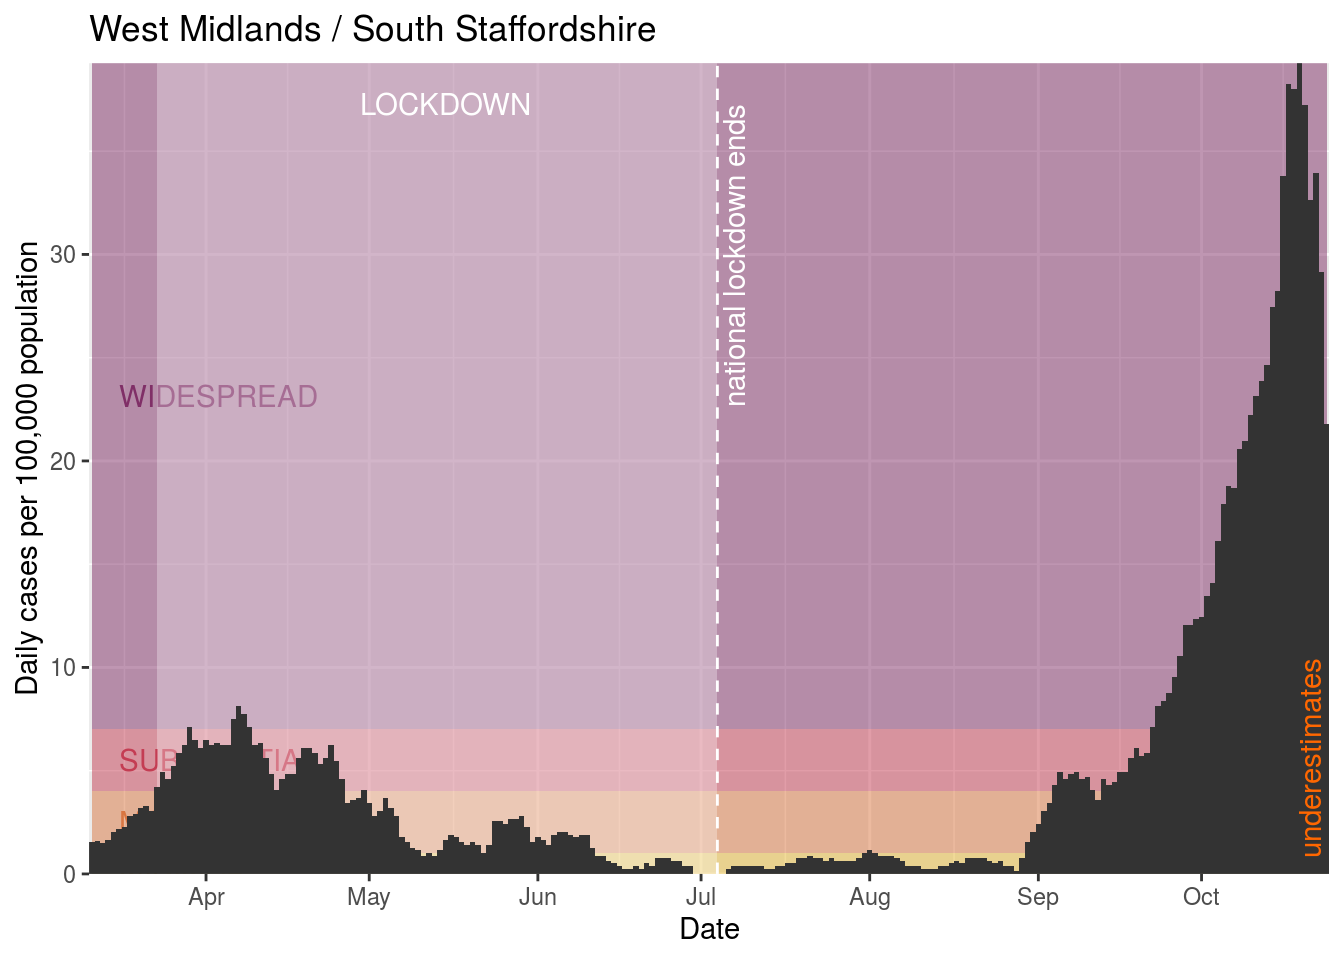 West Midlands / South Staffordshire
LOCKDOWN
national lockdown ends
WIDESPREAD
underestimates
Daily cases per 100,000 population
30
20
10
0
Apr
May
Jun
Jul
Aug
Sep
Oct
Date